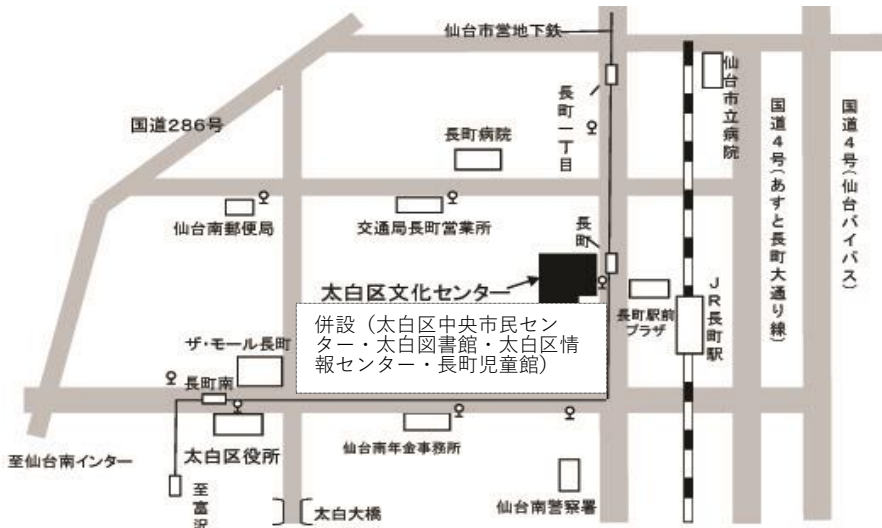 仙台市営地下鉄
国道286号
長町一丁目
長町病院
仙台市立病院
国道4号(あすと長町大通り線)
国道4号(仙台バイパス)
仙台南郵便局
交通局長町営業所
長町
太白区文化センター
長町駅前
プラザ
JR長町駅
併設（太白区中央市民セン
ター・太白図書館・太白区情
報センター・長町児童館）
ザ・モール長町
長町南
太白区役所
仙台南年金事務所
至仙台南インター
至富沢
太白大橋
仙台南警察署